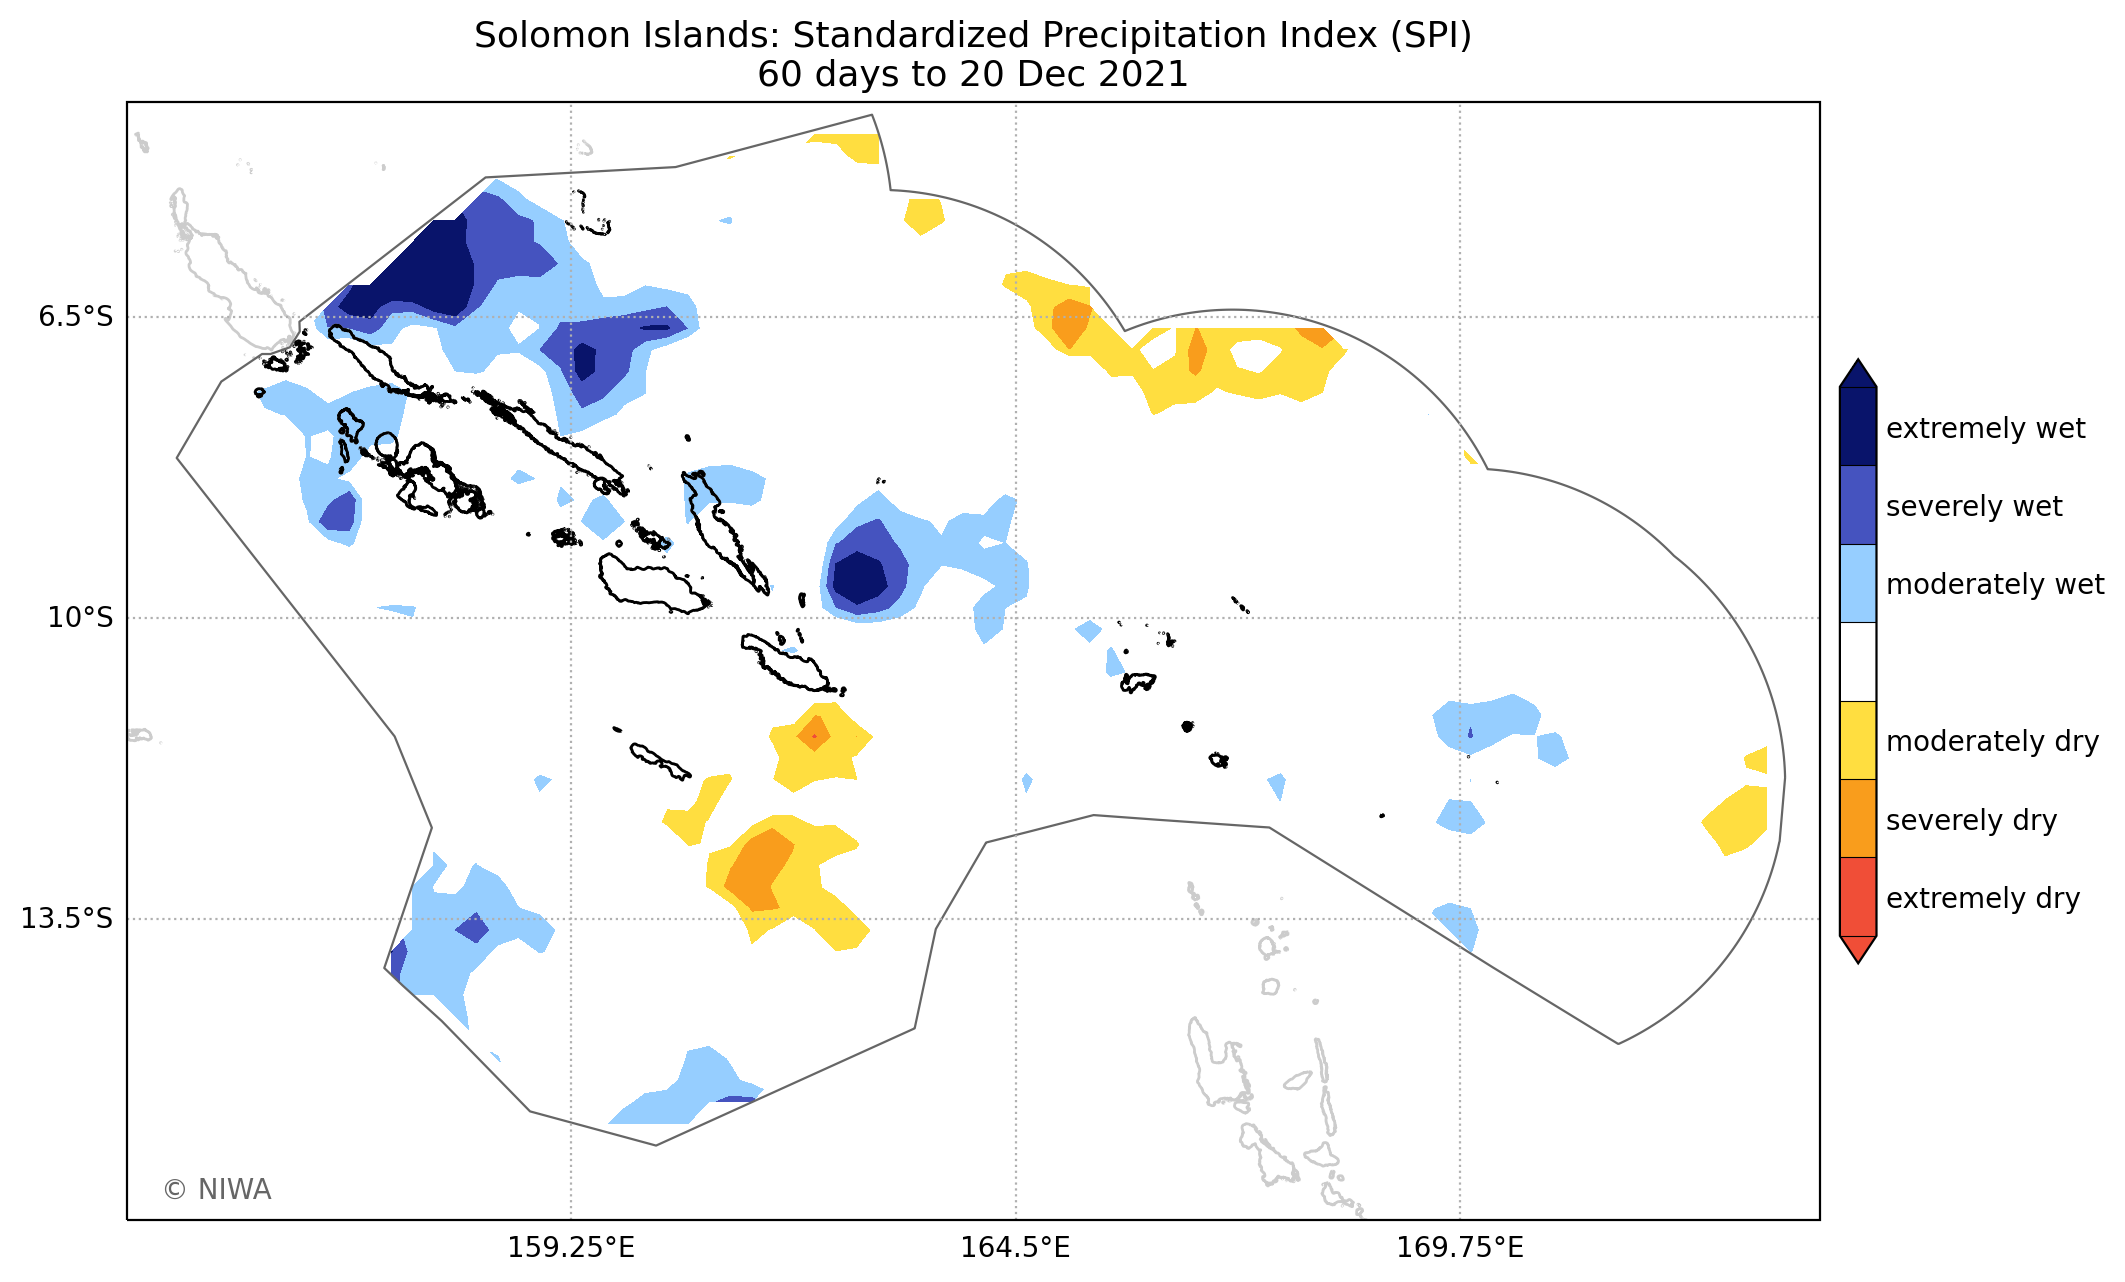 Solomon Islands: Standardized Precipitation Index (SPI)
60 days to 20 Dec 2021
6.5°S
10°S
13.5°S
159.25°E
164.5°E
169.75°E
extremely wet
severely wet
moderately wet
moderately dry
severely dry
extremely dry
© NIWA